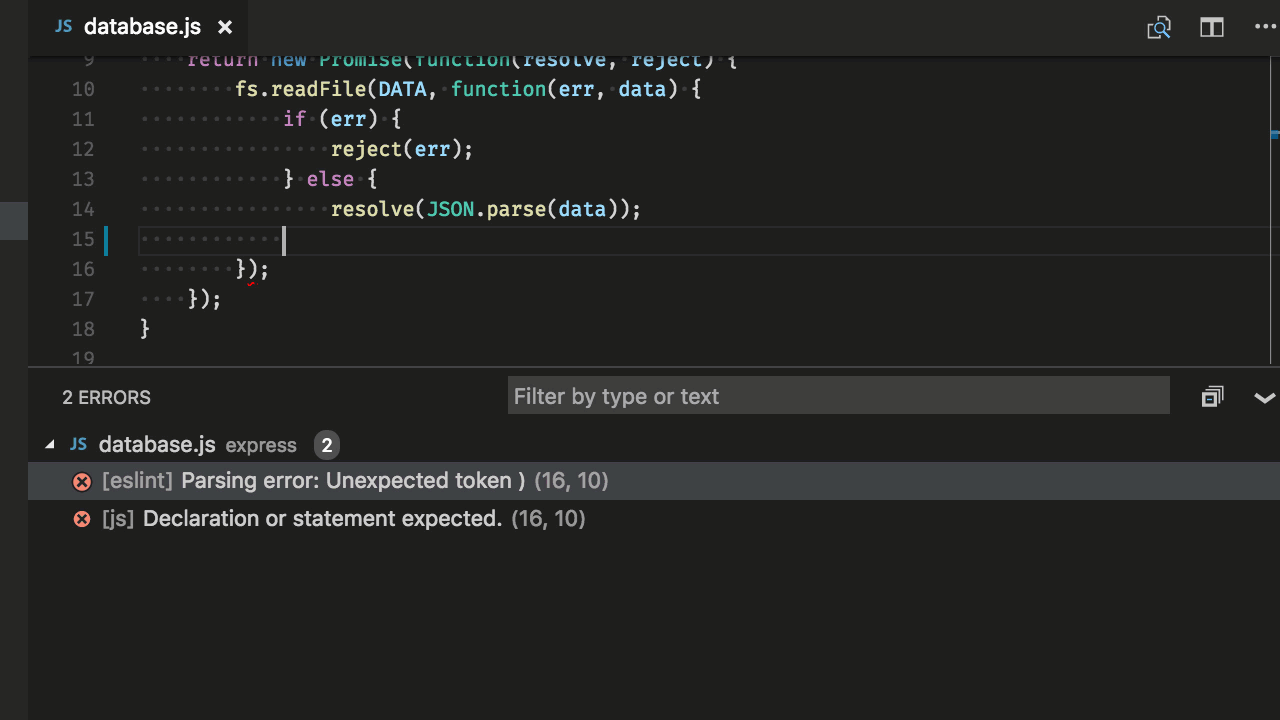 JS database.js ×
9 return new Promise(function(resolve, reject) {
10 fs.readFile(DATA, function(err, data) {
11 if (err) {
12 reject(err);
13 } else {
14 resolve(JSON.parse(data));
15
16 });
17 });
18 }
19
2 ERRORS Filter by type or text
JS database.js express 2
[eslint] Parsing error: Unexpected token ) (16, 10)
[js] Declaration or statement expected. (16, 10)